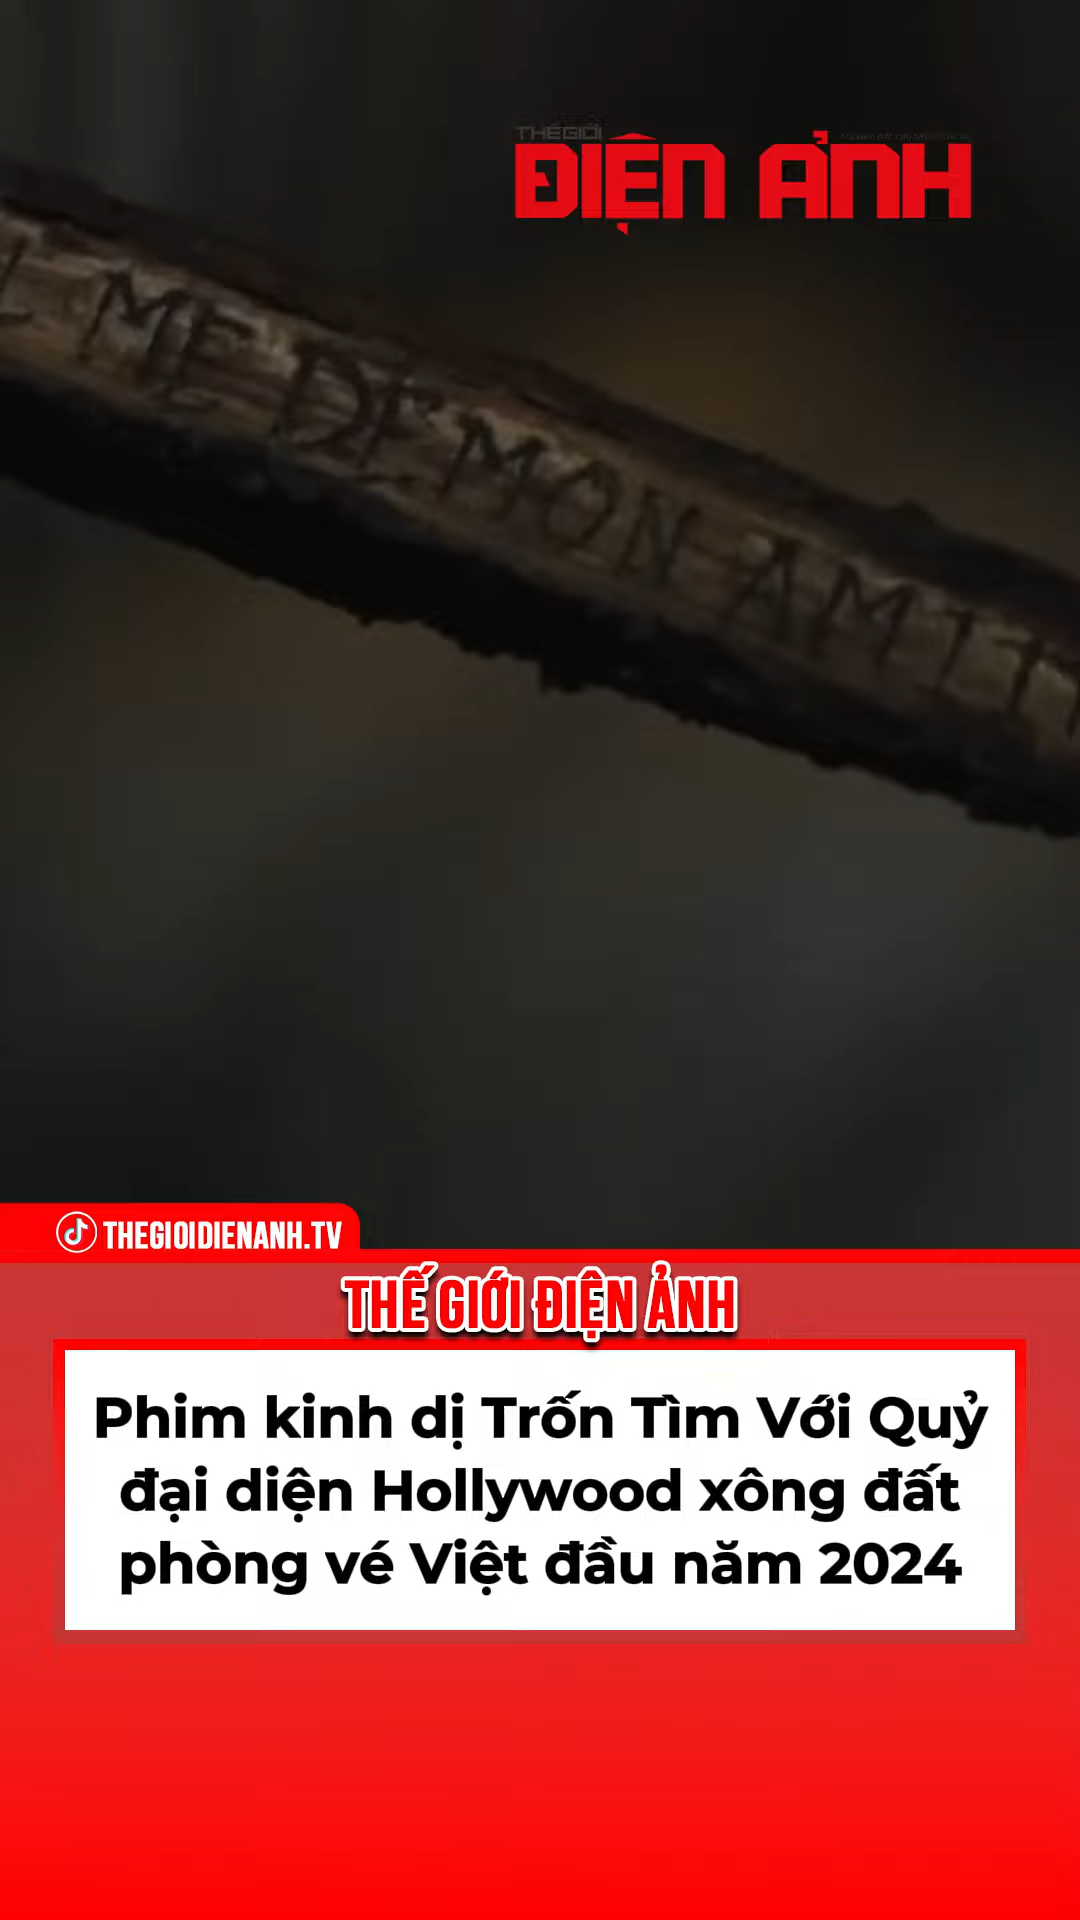 THẾ GIỚI
ĐIỆN ẢNH
ME DEMON AMIT
THEGIOIDIENANH.TV
THẾ GIỚI ĐIỆN ẢNH
Phim kinh dị Trốn Tìm Với Quỷ
đại diện Hollywood xông đất
phòng vé Việt đầu năm 2024